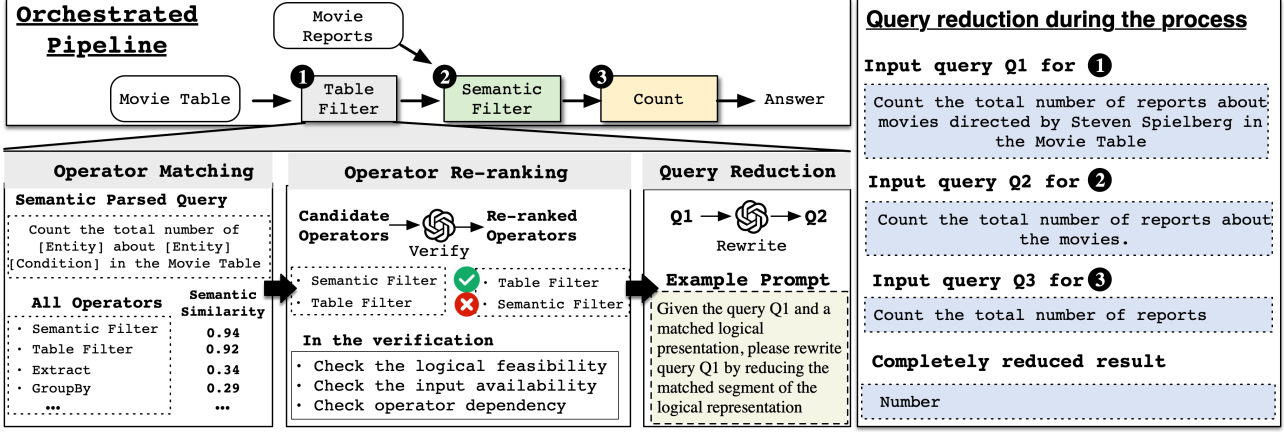 Orchestrated
Pipeline
Movie
Reports
Movie Table
1
Table
Filter
2
Semantic
Filter
3
Count
Answer
Operator Matching
Semantic Parsed Query
Count the total number of
[Entity] about [Entity]
[Condition] in the Movie Table
All Operators
Semantic
Similarity
· Semantic Filter 0.94
· Table Filter 0.92
· Extract 0.34
· GroupBy 0.29
... ...
Operator Re-ranking
Candidate
Operators
Verify
Re-ranked
Operators
· Semantic Filter
· Table Filter
· Table Filter
· Semantic Filter
In the verification
· Check the logical feasibility
· Check the input availability
· Check operator dependency
Query Reduction
Q1
Q2
Rewrite
Example Prompt
Given the query Q1 and a
matched logical
presentation, please rewrite
query Q1 by reducing the
matched segment of the
logical representation
Query reduction during the process
Input query Q1 for 1
Count the total number of reports about
movies directed by Steven Spielberg in
the Movie Table
Input query Q2 for 2
Count the total number of reports about
the movies.
Input query Q3 for 3
Count the total number of reports
Completely reduced result
Number